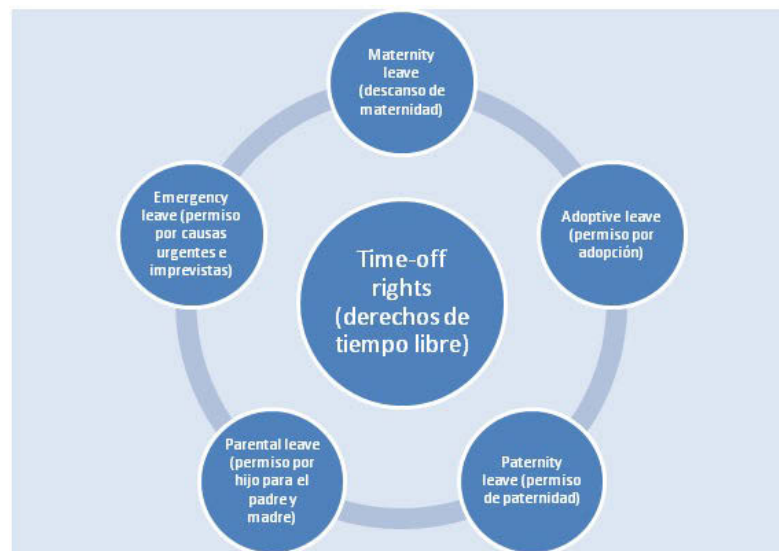 Maternity
leave
(descanso de
maternidad)
Emergency
leave (permiso
por causas
urgentes e
imprevistas)
Adoptive leave
(permiso por
adopción)
Time-off
rights
(derechos de
tiempo libre)
Parental leave
(permiso por
hijo para el
padre y
madre)
Paternity
leave (permiso
de paternidad)